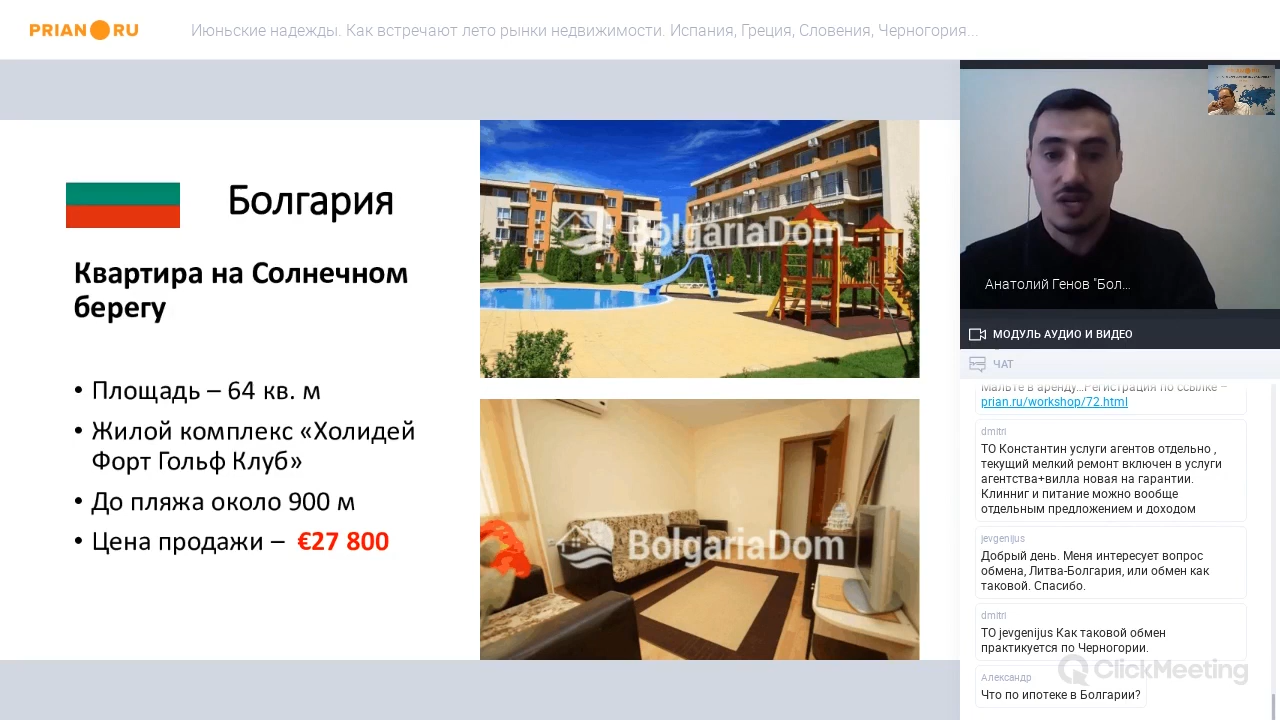 PRIAN RU
Июньские надежды. Как встречают лето рынки недвижимости. Испания, Греция, Словения, Черногория...
Болгария
Квартира на Солнечном
берегу
• Площадь – 64 кв. м
• Жилой комплекс «Холидей
Форт Гольф Клуб»
• До пляжа около 900 м
• Цена продажи – €27 800
BolgariaDom
BolgariaDom
Анатолий Генов "Бол...
МОДУЛЬ АУДИО И ВИДЕО
ЧАТ
Мальте в аренду...Регистрация по ссылке –
prian.ru/workshop/72.html
dmitri
ТО Константин услуги агентов отдельно ,
текущий мелкий ремонт включен в услуги
агентства+вилла новая на гарантии.
Клинниг и питание можно вообще
отдельным предложением и доходом
jevgenijus
Добрый день. Меня интересует вопрос
обмена, Литва-Болгария, или обмен как
таковой. Спасибо.
dmitri
ТО jevgenijus Как таковой обмен
практикуется по Черногории.
ClickMeeting
Александр
Что по ипотеке в Болгарии?